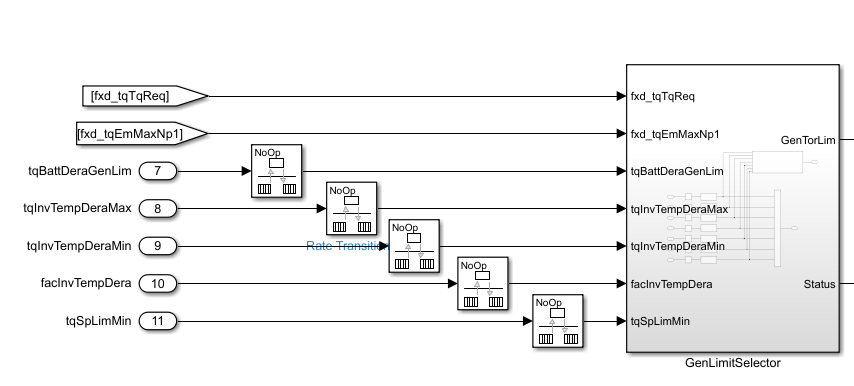 [fxd_tqTqReq]
fxd_tqTqReq
[fxd_tqEmMaxNp1]
fxd_tqEmMaxNp1
GenTorLim
NoOp
tqBattDeraGenLim
7
tqBattDeraGenLim
NoOp
tqInvTempDeraMax
8
tqInvTempDeraMax
NoOp
tqInvTempDeraMin
9
Rate Transition
tqInvTempDeraMin
NoOp
facInvTempDera
10
facInvTempDera
Status
NoOp
tqSpLimMin
11
tqSpLimMin
GenLimitSelector